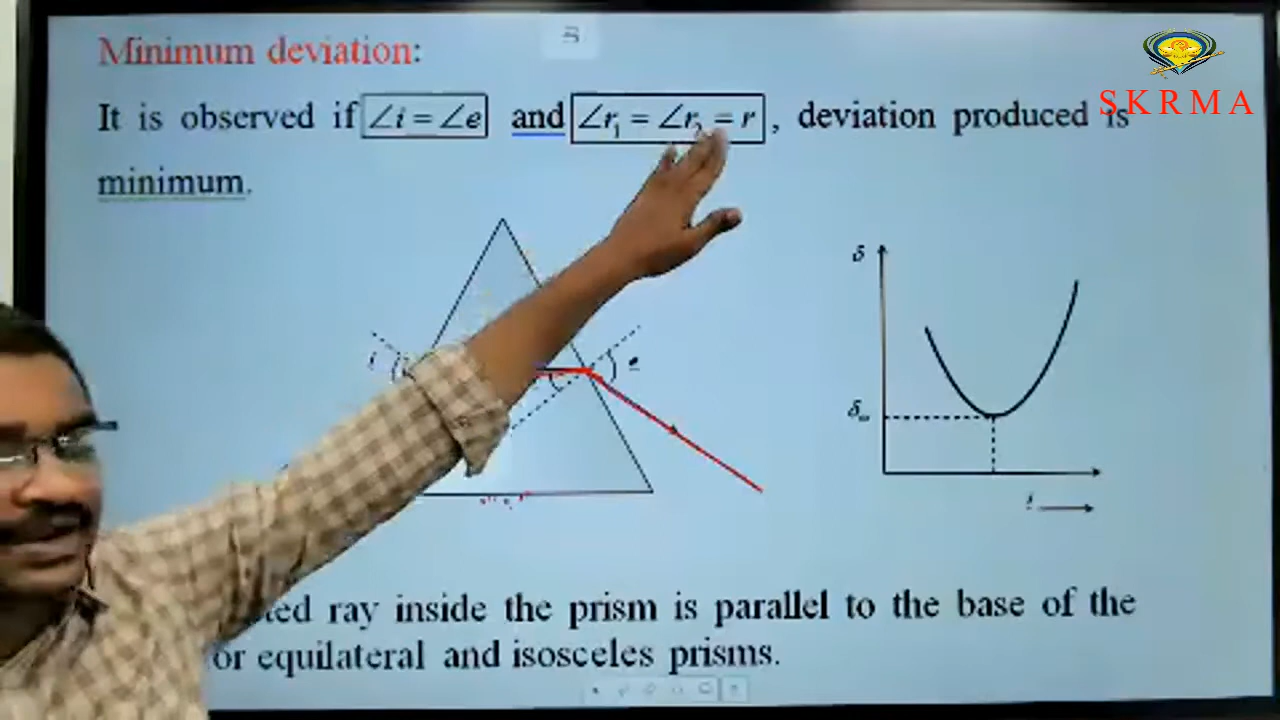 Minimum deviation:
SKRMA
It is observed if ∠i = ∠e and ∠r₁ = ∠r₂ = r, deviation produced is
minimum.
δ
i
e
δₘ
i
ray inside the prism is parallel to the base of the
or equilateral and isosceles prisms.